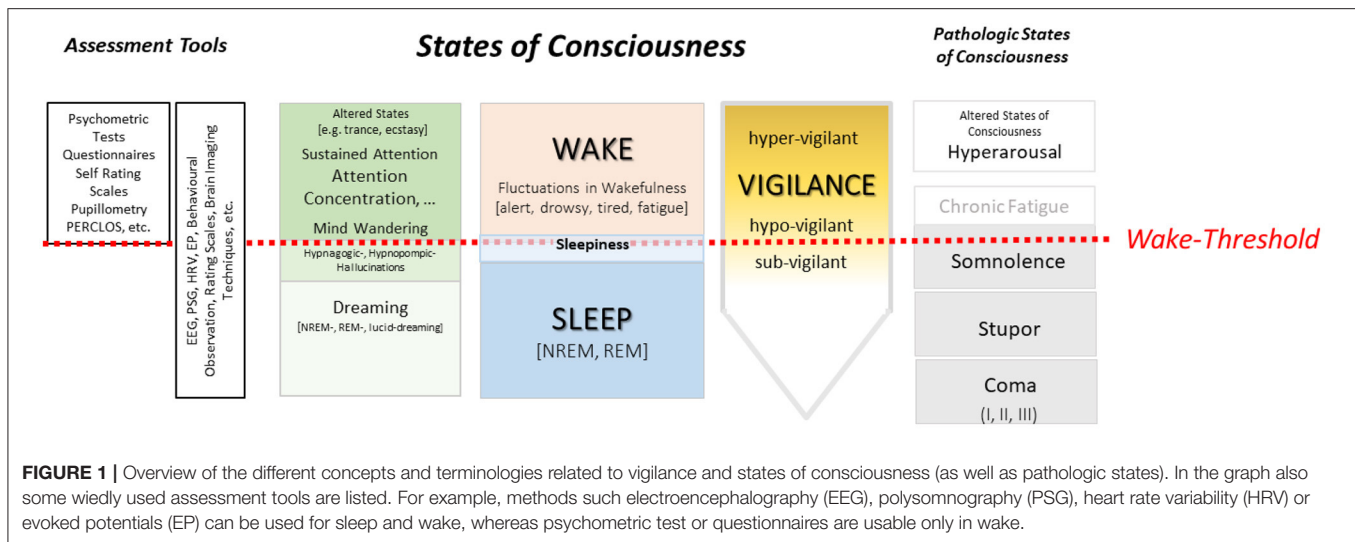 Assessment Tools
States of Consciousness
Pathologic States
of Consciousness
Psychometric
Tests
Questionnaires
Self Rating
Scales
Pupillometry
PERCLOS, etc.
EEG, PSG, HRV, EP, Behavioural
Observation, Rating Scales, Brain Imaging
Techniques, etc.
Altered States
[e.g. trance, ecstasy]
Sustained Attention
Attention
Concentration, ...
Mind Wandering
Hypnagogic-, Hypnopompic-
Hallucinations
Dreaming
[NREM-, REM-, lucid-dreaming]
WAKE
Fluctuations in Wakefulness
[alert, drowsy, tired, fatigue]
Sleepiness
SLEEP
[NREM, REM]
hyper-vigilant
VIGILANCE
hypo-vigilant
sub-vigilant
Altered States of
Consciousness
Hyperarousal
Chronic Fatigue
Somnolence
Stupor
Coma
(I, II, III)
Wake-Threshold
FIGURE 1 | Overview of the different concepts and terminologies related to vigilance and states of consciousness (as well as pathologic states). In the graph also
some wiedly used assessment tools are listed. For example, methods such electroencephalography (EEG), polysomnography (PSG), heart rate variability (HRV) or
evoked potentials (EP) can be used for sleep and wake, whereas psychometric test or questionnaires are usable only in wake.